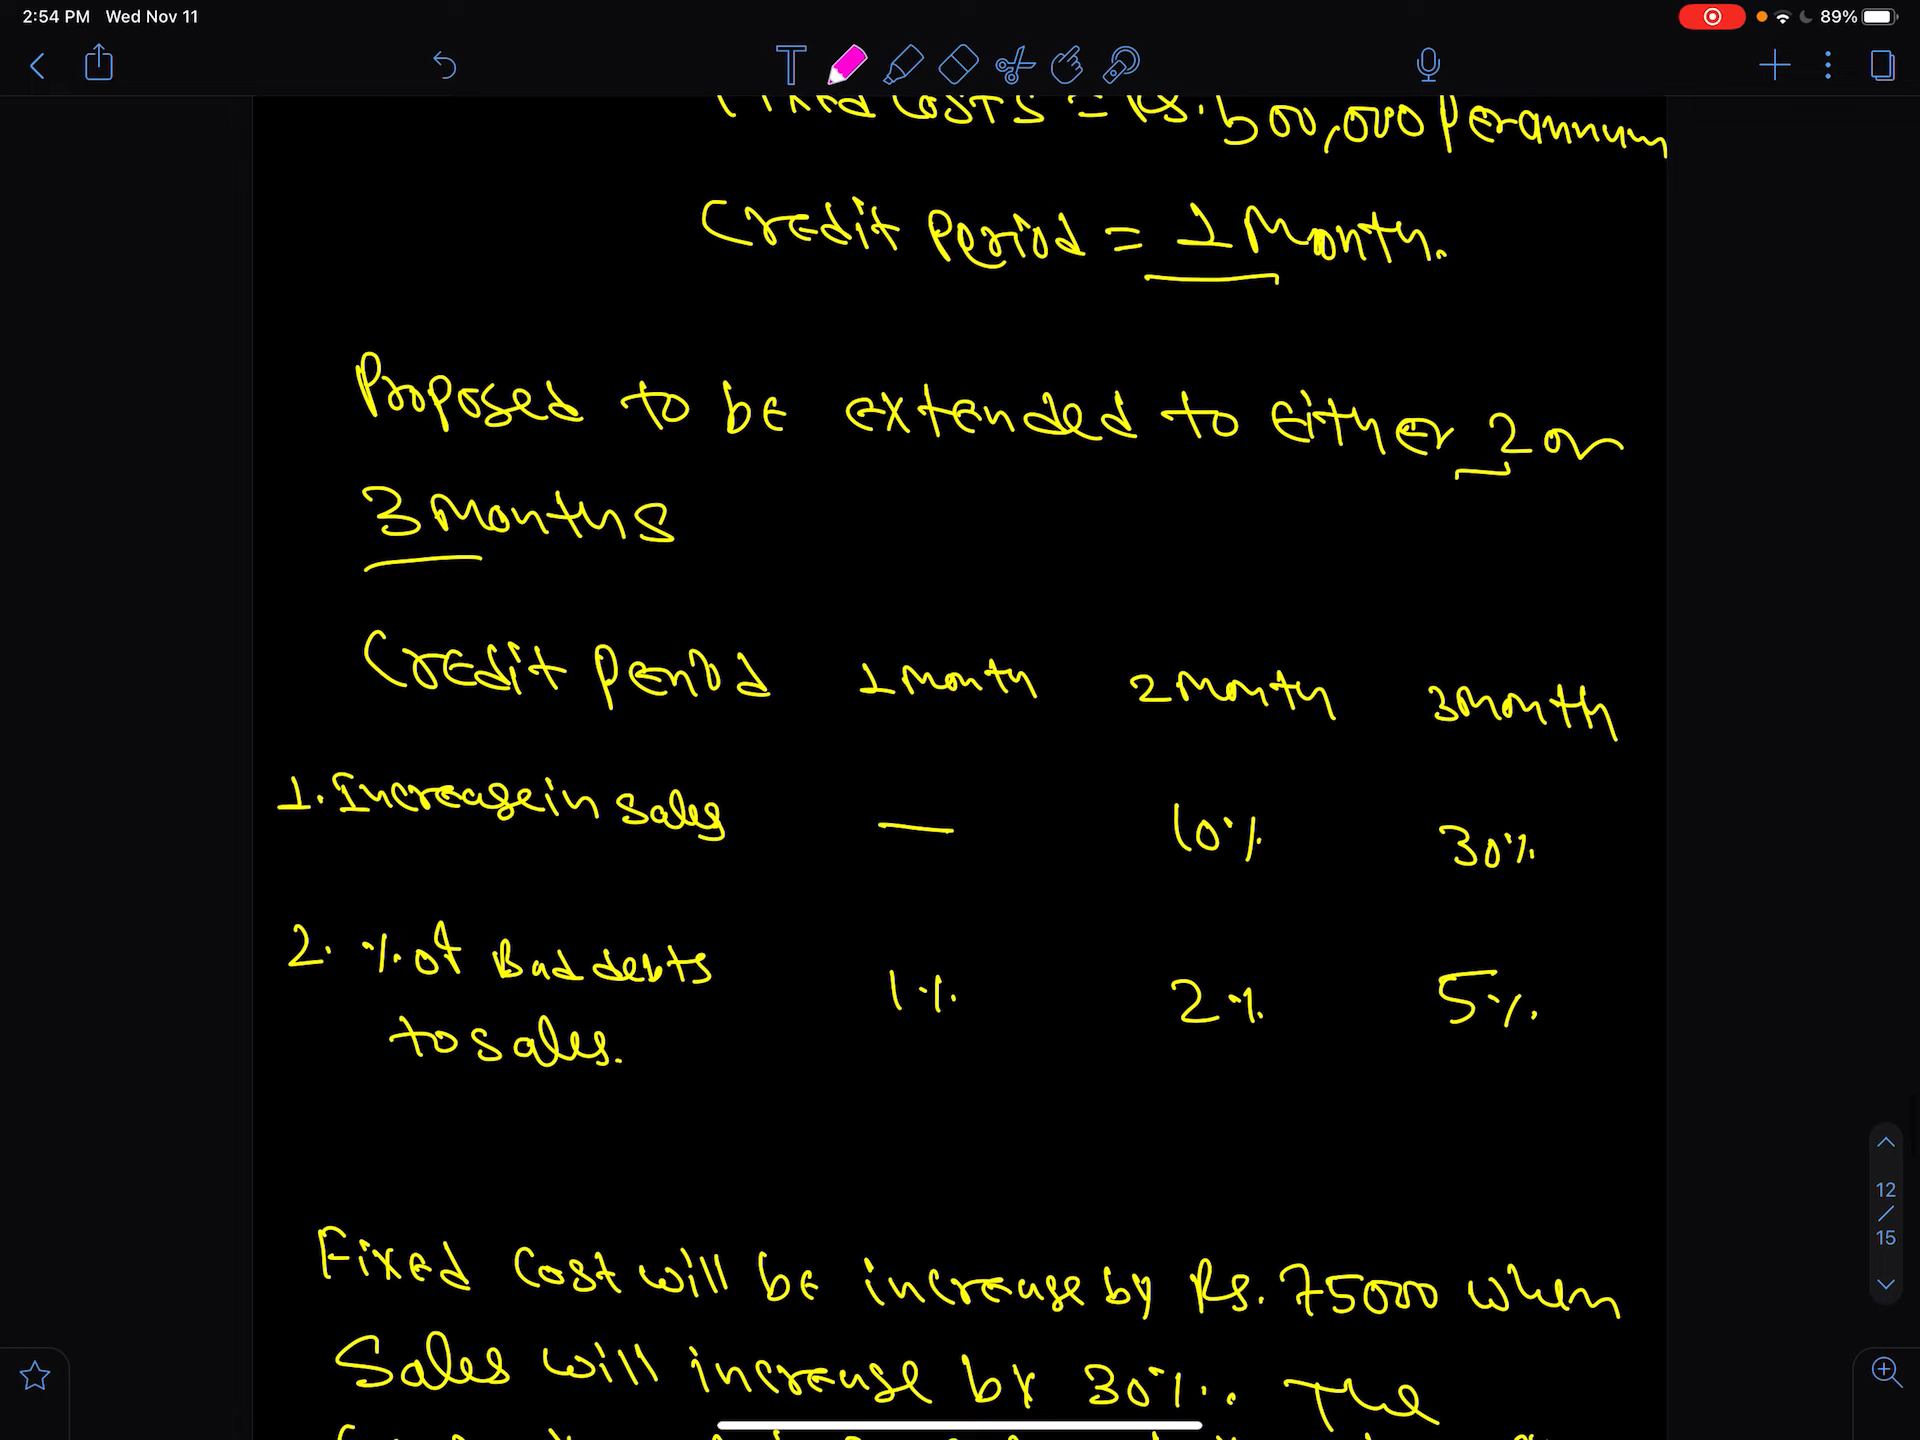 2:54 PM Wed Nov 11 89%
Fixed Costs = Rs. 500,000 Per annum
Credit Period = 1 Month.
Proposed to be extended to either 2 or
3 Months
Credit Period 1 Month 2 Month 3 Month
1. Increase in sales — 10% 30%
2. % of Bad debts 1% 2% 5%
to sales.
12
/
15
Fixed Cost will be increase by Rs. 75000 when
Sales will increase by 30%. The